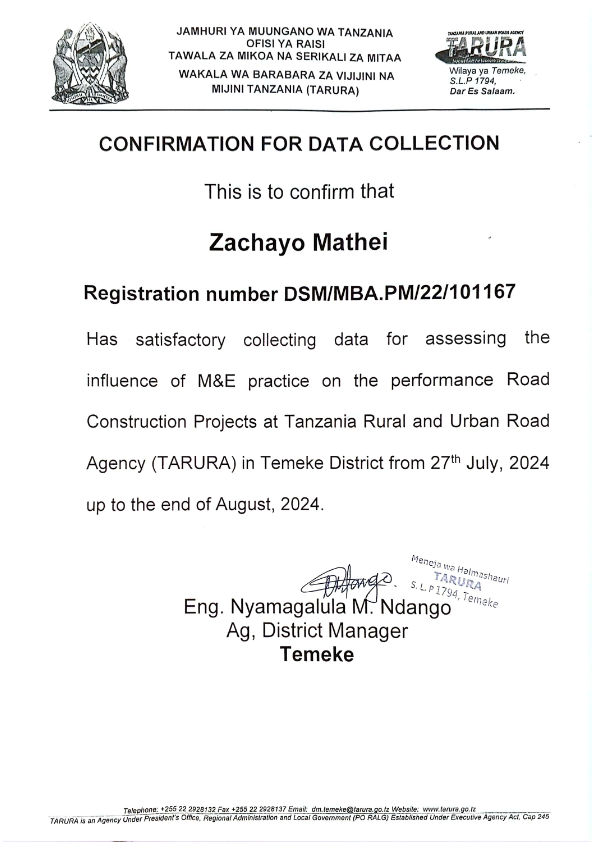 JAMHURI YA MUUNGANO WA TANZANIA
OFISI YA RAISI
TAWALA ZA MIKOA NA SERIKALI ZA MITAA
WAKALA WA BARABARA ZA VIJIJINI NA
MIJINI TANZANIA (TARURA)
TANZANIA RURAL AND URBAN ROADS AGENCY
TARURA
Wilaya ya Temeke,
S.L.P 1794,
Dar Es Salaam.
CONFIRMATION FOR DATA COLLECTION
This is to confirm that
Zachayo Mathei
Registration number DSM/MBA.PM/22/101167
Has satisfactory collecting data for assessing the
influence of M&E practice on the performance Road
Construction Projects at Tanzania Rural and Urban Road
Agency (TARURA) in Temeke District from 27th July, 2024
up to the end of August, 2024.
Meneja wa Halmashauri
TARURA
S. L. P 1794, Temeke
Eng. Nyamagalula M. Ndango
Ag, District Manager
Temeke
Telephone: +255 22 2928132 Fax +255 22 2928137 Email: dm.temeke@tarura.go.tz Website: www.tarura.go.tz
TARURA is an Agency Under President's Office, Regional Administration and Local Government (PO RALG) Established Under Executive Agency Act, Cap 245